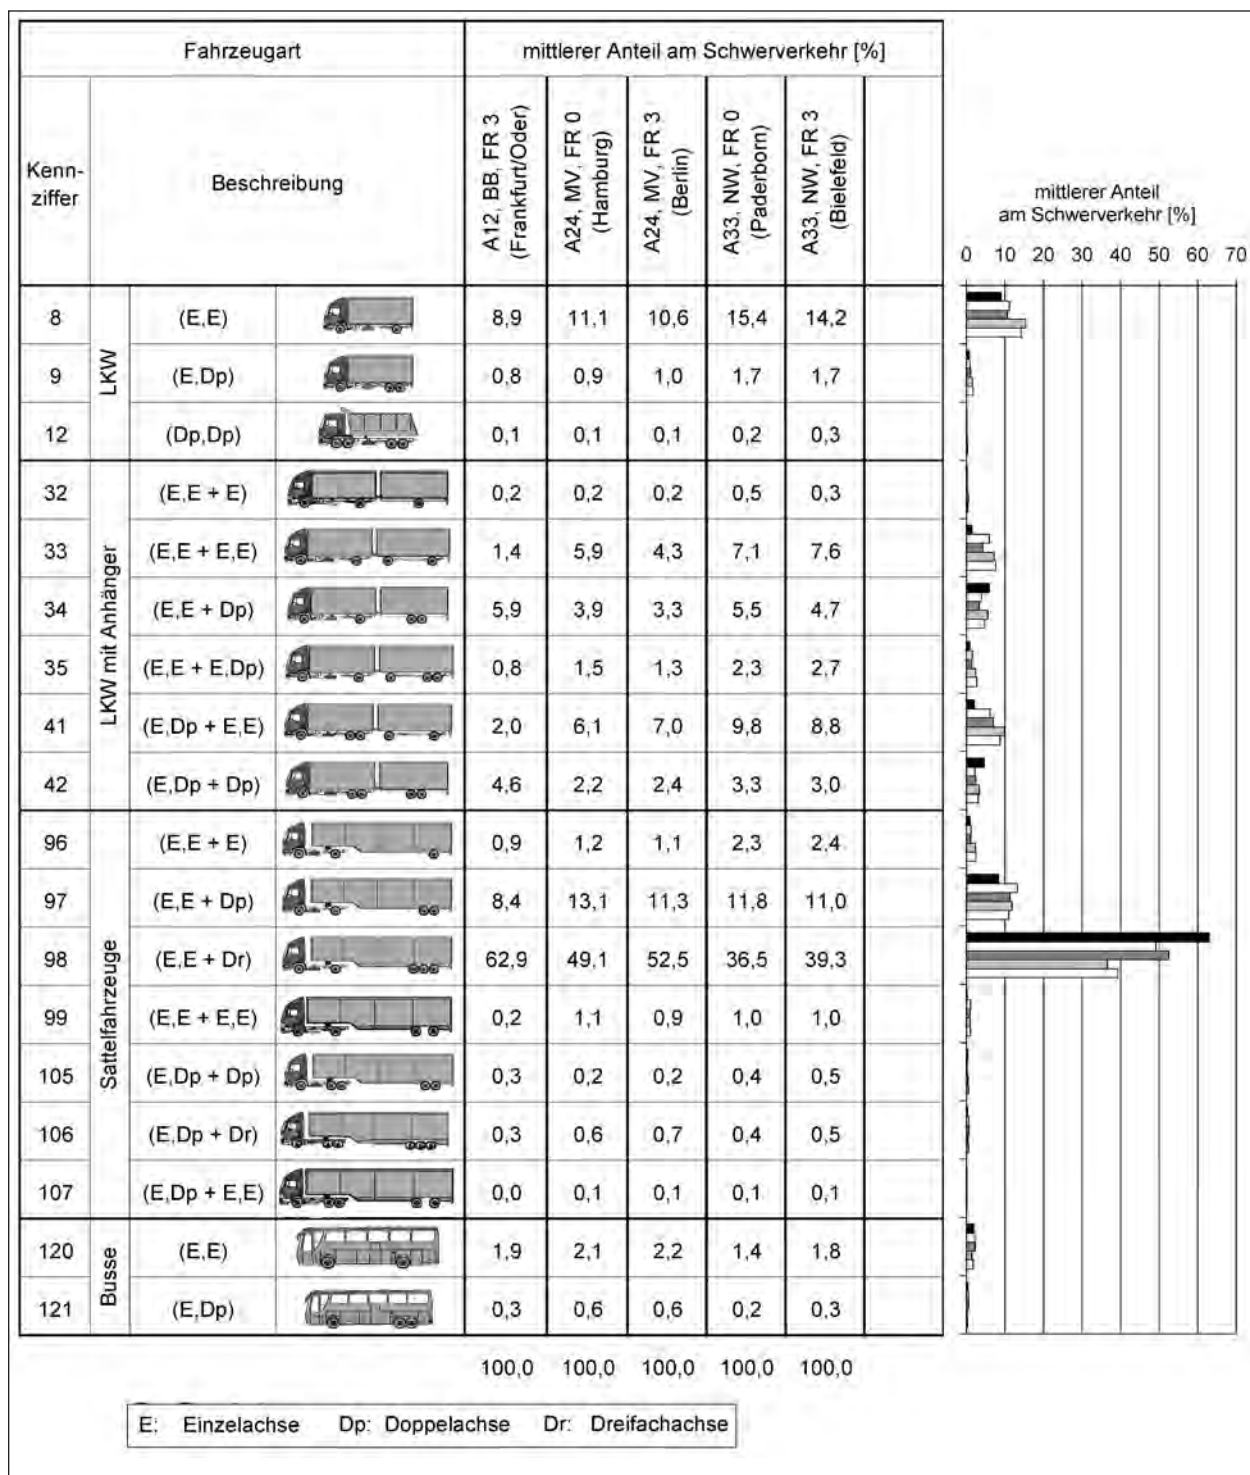 Fahrzeugart mittlerer Anteil am Schwerverkehr [%]
Kenn-
ziffer
Beschreibung
A12, BB, FR 3
(Frankfurt/Oder)
A24, MV, FR 0
(Hamburg)
A24, MV, FR 3
(Berlin)
A33, NW, FR 0
(Paderborn)
A33, NW, FR 3
(Bielefeld)
mittlerer Anteil
am Schwerverkehr [%]
0 10 20 30 40 50 60 70
LKW
8 (E,E) 8,9 11,1 10,6 15,4 14,2
9 (E,Dp) 0,8 0,9 1,0 1,7 1,7
12 (Dp,Dp) 0,1 0,1 0,1 0,2 0,3
LKW mit Anhänger
32 (E,E + E) 0,2 0,2 0,2 0,5 0,3
33 (E,E + E,E) 1,4 5,9 4,3 7,1 7,6
34 (E,E + Dp) 5,9 3,9 3,3 5,5 4,7
35 (E,E + E,Dp) 0,8 1,5 1,3 2,3 2,7
41 (E,Dp + E,E) 2,0 6,1 7,0 9,8 8,8
42 (E,Dp + Dp) 4,6 2,2 2,4 3,3 3,0
Sattelfahrzeuge
96 (E,E + E) 0,9 1,2 1,1 2,3 2,4
97 (E,E + Dp) 8,4 13,1 11,3 11,8 11,0
98 (E,E + Dr) 62,9 49,1 52,5 36,5 39,3
99 (E,E + E,E) 0,2 1,1 0,9 1,0 1,0
105 (E,Dp + Dp) 0,3 0,2 0,2 0,4 0,5
106 (E,Dp + Dr) 0,3 0,6 0,7 0,4 0,5
107 (E,Dp + E,E) 0,0 0,1 0,1 0,1 0,1
Busse
120 (E,E) 1,9 2,1 2,2 1,4 1,8
121 (E,Dp) 0,3 0,6 0,6 0,2 0,3
100,0 100,0 100,0 100,0 100,0
E: Einzelachse Dp: Doppelachse Dr: Dreifachachse